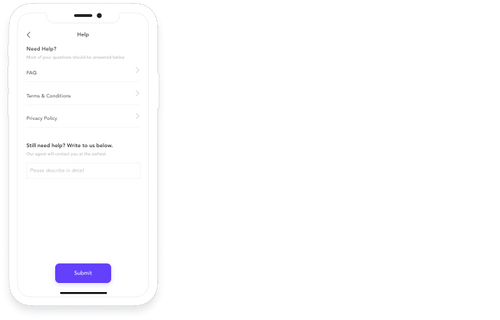 Help
Need Help?
Most of your questions should be answered below
FAQ
Terms & Conditions
Privacy Policy
Still need help? Write to us below.
Our agent will contact you at the earliest
Please describe in detail
Submit